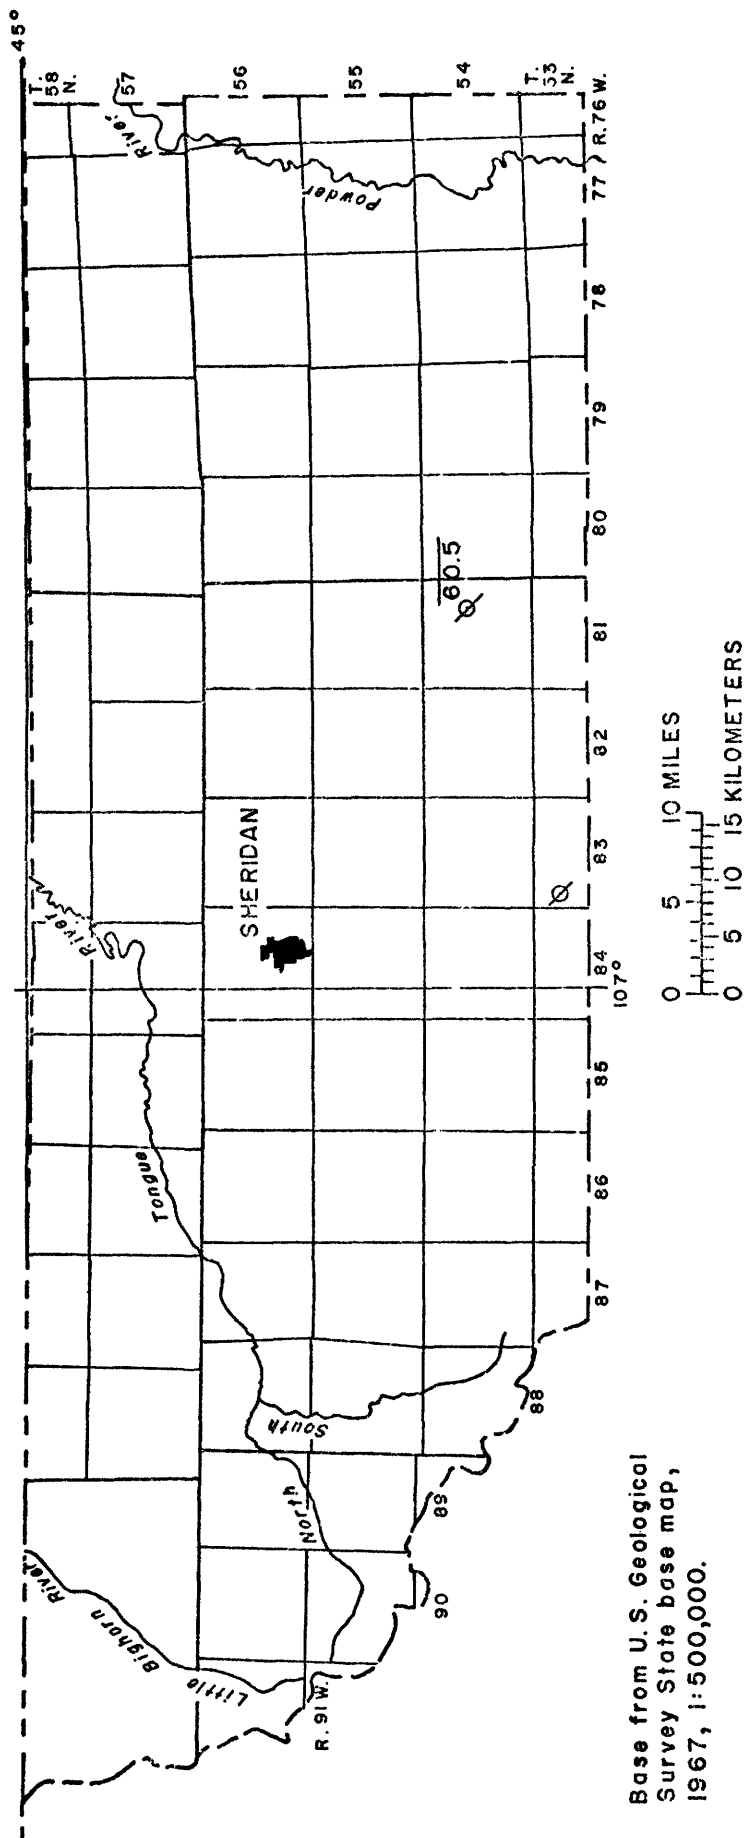 45°
T.
58
N.
57
56
55
54
T.
53
N.
R. 76 W.
77
78
79
80
81
82
83
84
85
86
87
88
89
90
R. 91 W.
107°
River
Powder
River
Tongue
South
North
River
Bighorn
Little
SHERIDAN
60.5
0 5 10 MILES
0 5 10 15 KILOMETERS
Base from U.S. Geological
Survey State base map,
1967, 1:500,000.